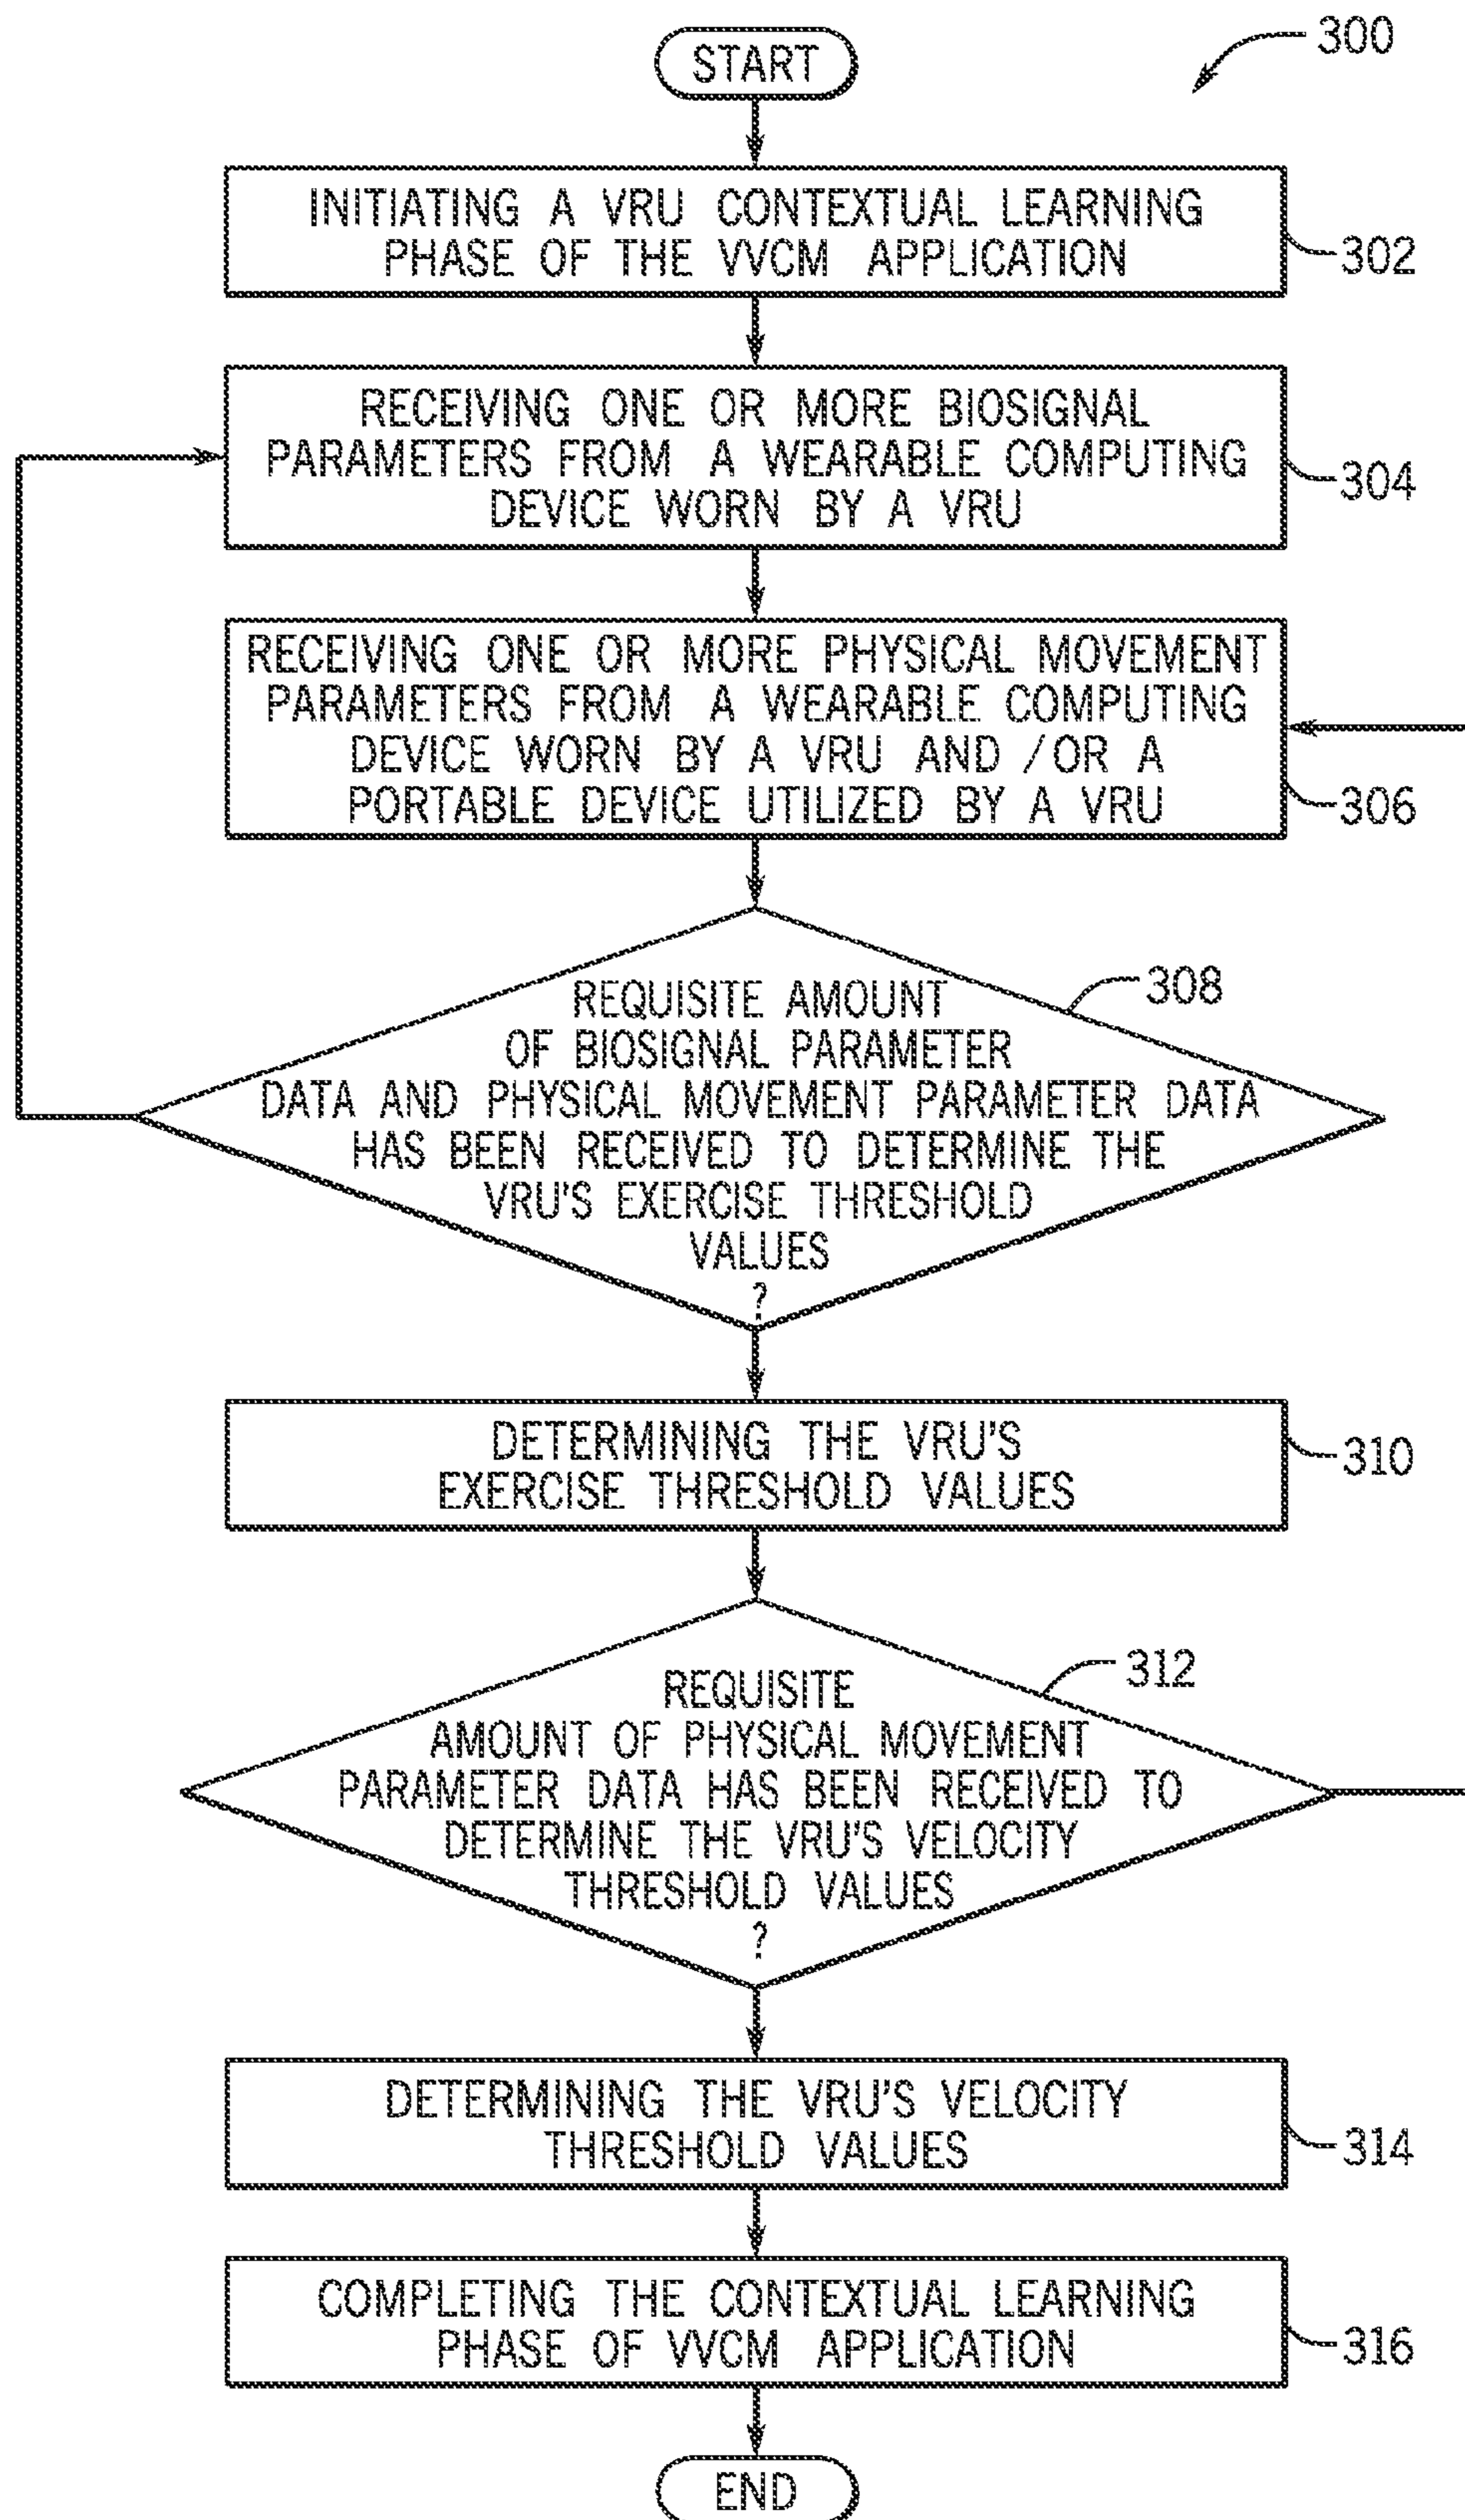 300
START
INITIATING A VRU CONTEXTUAL LEARNING
PHASE OF THE VVCM APPLICATION
302
RECEIVING ONE OR MORE BIOSIGNAL
PARAMETERS FROM A WEARABLE COMPUTING
DEVICE WORN BY A VRU
304
RECEIVING ONE OR MORE PHYSICAL MOVEMENT
PARAMETERS FROM A WEARABLE COMPUTING
DEVICE WORN BY A VRU AND /OR A
PORTABLE DEVICE UTILIZED BY A VRU
306
308
REQUISITE AMOUNT
OF BIOSIGNAL PARAMETER
DATA AND PHYSICAL MOVEMENT PARAMETER DATA
HAS BEEN RECEIVED TO DETERMINE THE
VRU'S EXERCISE THRESHOLD
VALUES
?
DETERMINING THE VRU'S
EXERCISE THRESHOLD VALUES
310
312
REQUISITE
AMOUNT OF PHYSICAL MOVEMENT
PARAMETER DATA HAS BEEN RECEIVED TO
DETERMINE THE VRU'S VELOCITY
THRESHOLD VALUES
?
DETERMINING THE VRU'S VELOCITY
THRESHOLD VALUES
314
COMPLETING THE CONTEXTUAL LEARNING
PHASE OF VVCM APPLICATION
316
END